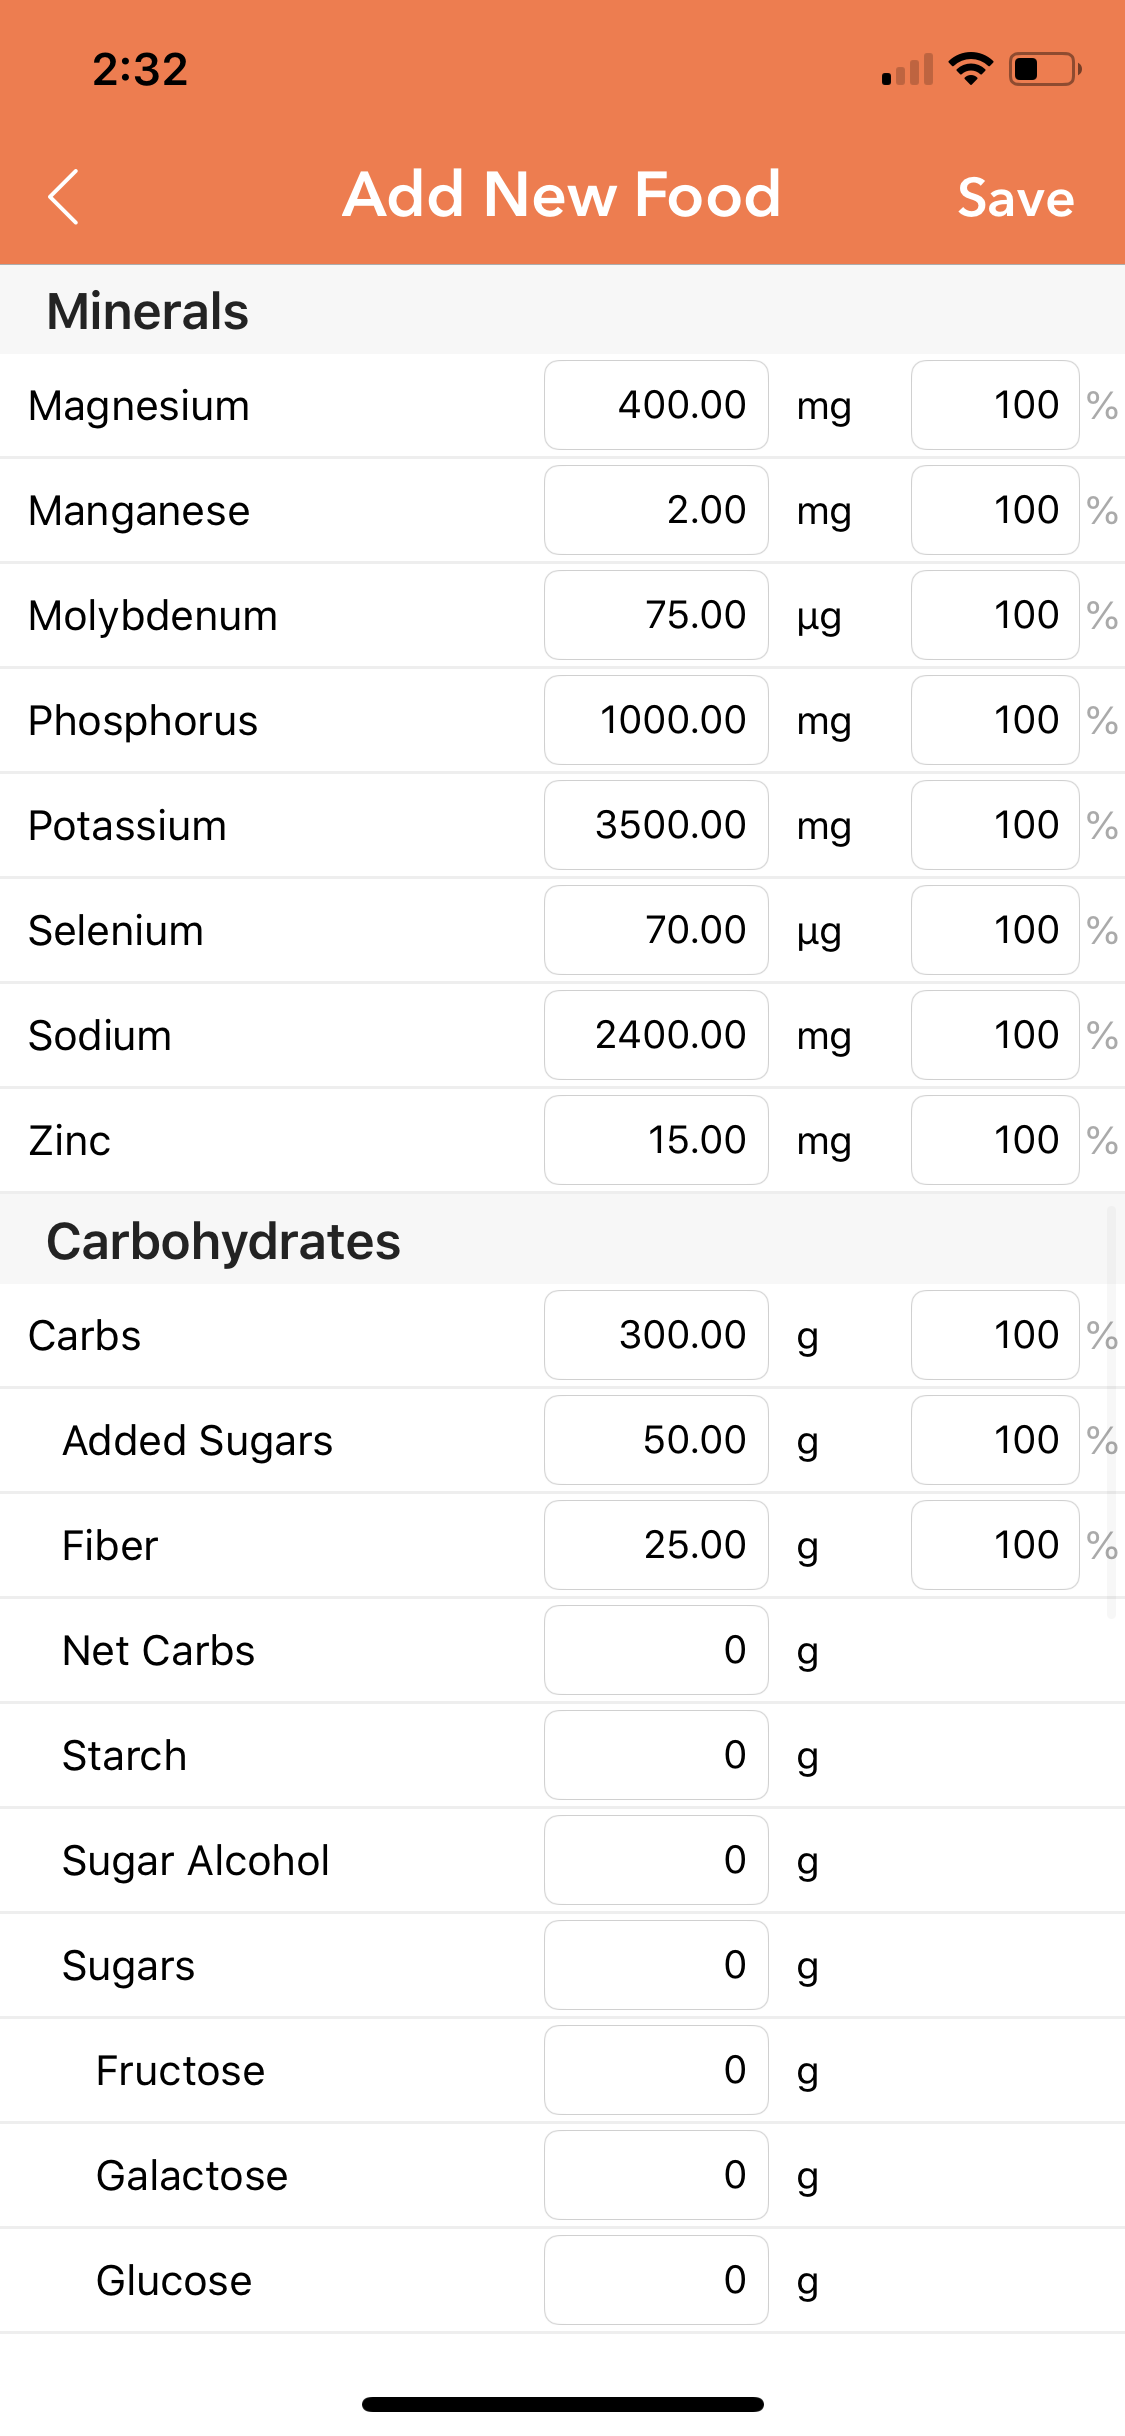 2:32
Add New Food
Save
Minerals
Magnesium 400.00 mg 100 %
Manganese 2.00 mg 100 %
Molybdenum 75.00 µg 100 %
Phosphorus 1000.00 mg 100 %
Potassium 3500.00 mg 100 %
Selenium 70.00 µg 100 %
Sodium 2400.00 mg 100 %
Zinc 15.00 mg 100 %
Carbohydrates
Carbs 300.00 g 100 %
Added Sugars 50.00 g 100 %
Fiber 25.00 g 100 %
Net Carbs 0 g
Starch 0 g
Sugar Alcohol 0 g
Sugars 0 g
Fructose 0 g
Galactose 0 g
Glucose 0 g